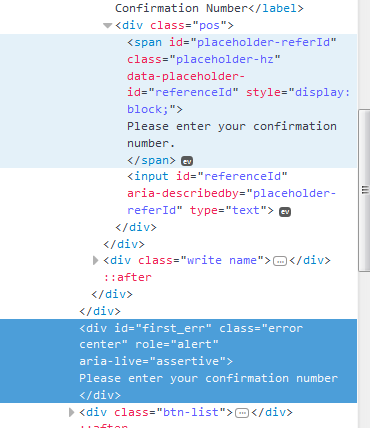 Confirmation Number</label>
<div class="pos">
<span id="placeholder-referId"
class="placeholder-hz"
data-placeholder-
id="referenceId" style="display:
block;">
Please enter your confirmation
number.
</span> ev
<input id="referenceId"
aria-describedby="placeholder-
referId" type="text"> ev
</div>
</div>
<div class="write name">…</div>
::after
</div>
</div>
<div id="first_err" class="error
center" role="alert"
aria-live="assertive">
Please enter your confirmation number
</div>
<div class="btn-list">…</div>
::after